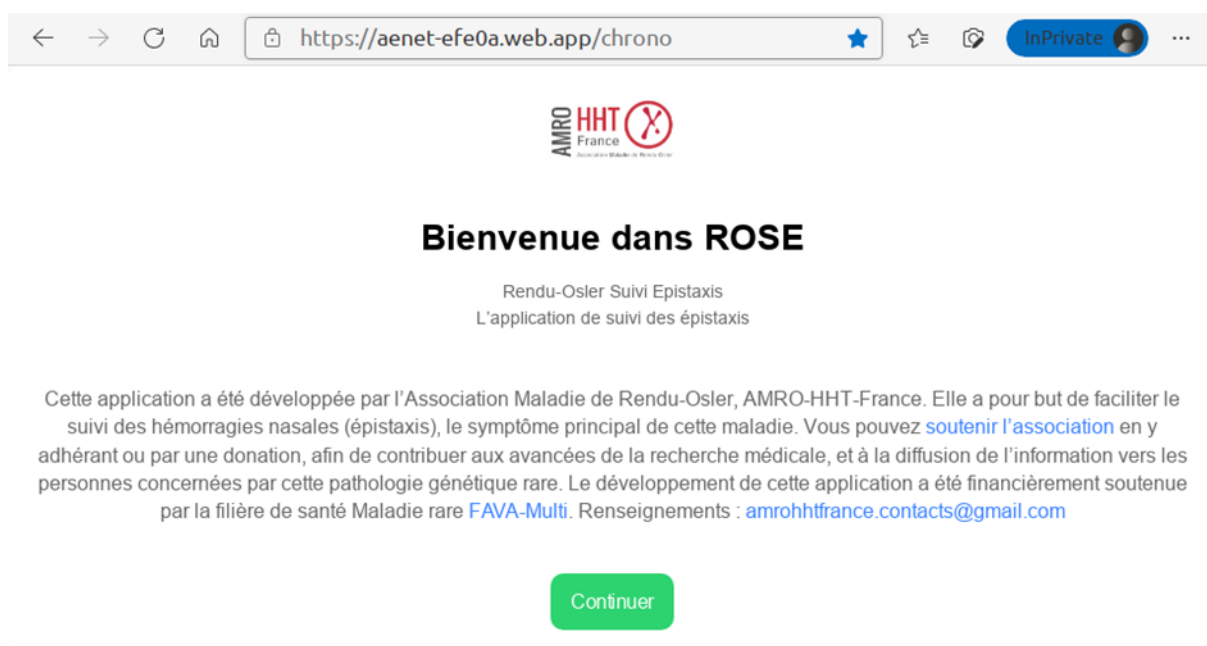 https://aenet-efe0a.web.app/chrono
InPrivate
AMRO
HHT
France
Association Maladie de Rendu-Osler
Bienvenue dans ROSE
Rendu-Osler Suivi Epistaxis
L'application de suivi des épistaxis
Cette application a été développée par l'Association Maladie de Rendu-Osler, AMRO-HHT-France. Elle a pour but de faciliter le
suivi des hémorragies nasales (épistaxis), le symptôme principal de cette maladie. Vous pouvez soutenir l'association en y
adhérant ou par une donation, afin de contribuer aux avancées de la recherche médicale, et à la diffusion de l'information vers les
personnes concernées par cette pathologie génétique rare. Le développement de cette application a été financièrement soutenue
par la filière de santé Maladie rare FAVA-Multi. Renseignements : amrohhtfrance.contacts@gmail.com
Continuer